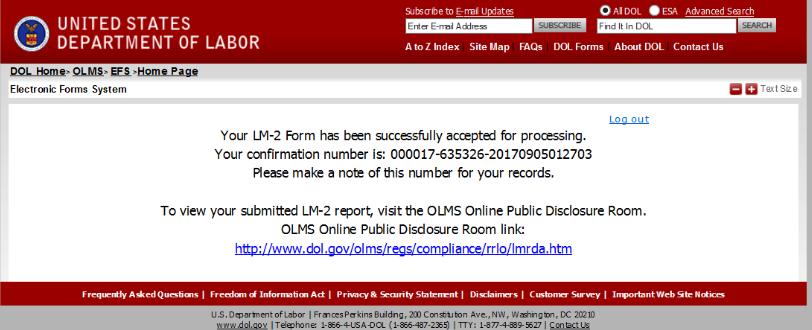 UNITED STATES
DEPARTMENT OF LABOR
Subscribe to E-mail Updates
Enter E-mail Address SUBSCRIBE
All DOL ESA Advanced Search
Find It In DOL SEARCH
A to Z Index | Site Map | FAQs | DOL Forms | About DOL | Contact Us
DOL Home> OLMS> EFS >Home Page
Electronic Forms System
Text Size
Log out
Your LM-2 Form has been successfully accepted for processing.
Your confirmation number is: 000017-635326-20170905012703
Please make a note of this number for your records.
To view your submitted LM-2 report, visit the OLMS Online Public Disclosure Room.
OLMS Online Public Disclosure Room link:
http://www.dol.gov/olms/regs/compliance/rrlo/lmrda.htm
Frequently Asked Questions | Freedom of Information Act | Privacy & Security Statement | Disclaimers | Customer Survey | Important Web Site Notices
U.S. Department of Labor | Frances Perkins Building, 200 Constitution Ave., NW, Washington, DC 20210
www.dol.gov | Telephone: 1-866-4-USA-DOL (1-866-487-2365) | TTY: 1-877-4-889-5627 | Contact Us